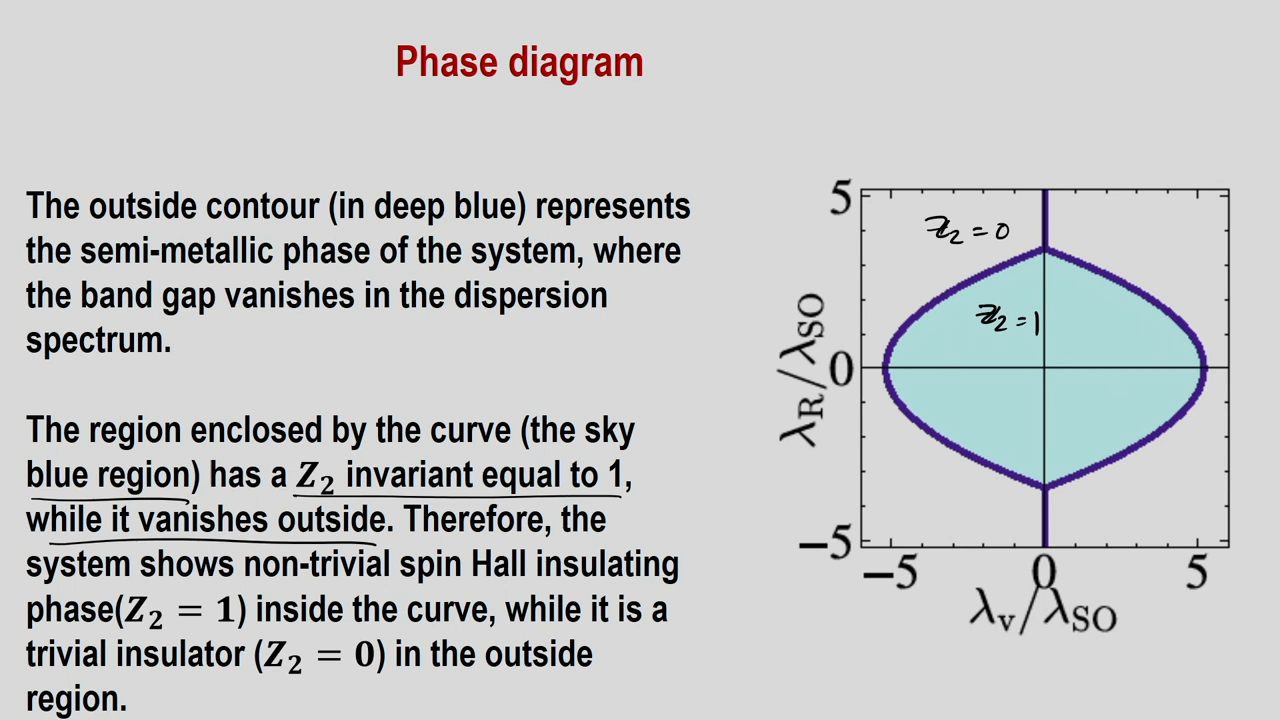 Phase diagram
The outside contour (in deep blue) represents
the semi-metallic phase of the system, where
the band gap vanishes in the dispersion
spectrum.
The region enclosed by the curve (the sky
blue region) has a Z₂ invariant equal to 1,
while it vanishes outside. Therefore, the
system shows non-trivial spin Hall insulating
phase(Z₂ = 1) inside the curve, while it is a
trivial insulator (Z₂ = 0) in the outside
region.
5
Z₂ = 0
Z₂ = 1
λR/λSO
0
−5
−5 0 5
λv/λSO